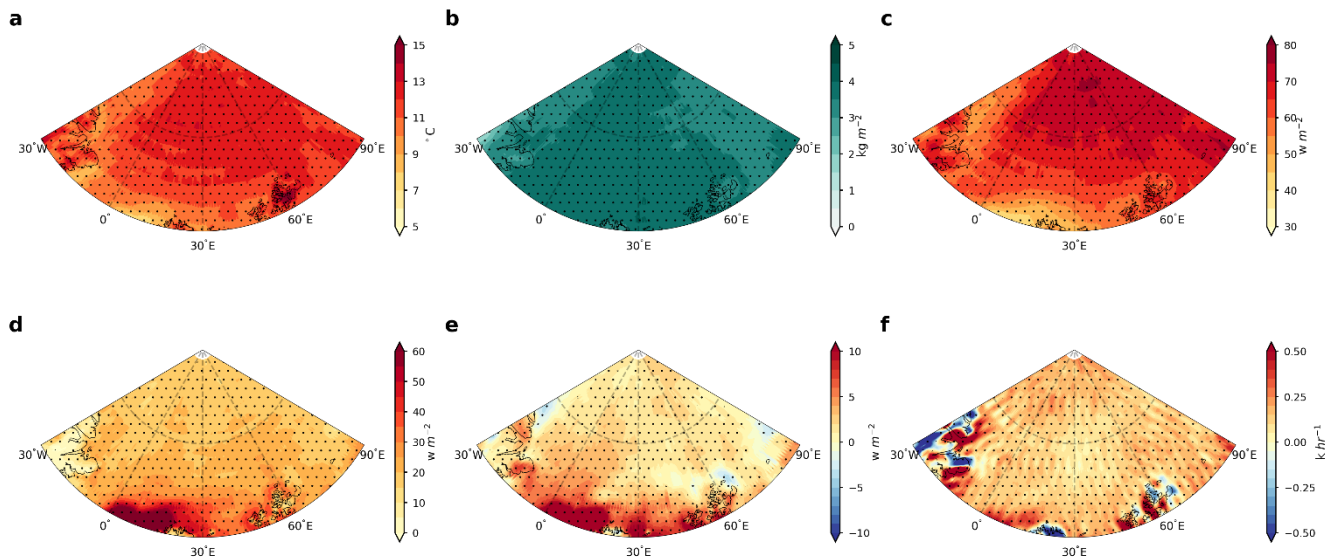 a
15
13
11
9
7
5
°C
30°W
0°
30°E
60°E
90°E
b
5
4
3
2
1
0
kg m⁻²
30°W
0°
30°E
60°E
90°E
c
80
70
60
50
40
30
w m⁻²
30°W
0°
30°E
60°E
90°E
d
60
50
40
30
20
10
0
w m⁻²
30°W
0°
30°E
60°E
90°E
e
10
5
0
−5
−10
w m⁻²
30°W
0°
30°E
60°E
90°E
f
0.50
0.25
0.00
−0.25
−0.50
k hr⁻¹
30°W
0°
30°E
60°E
90°E